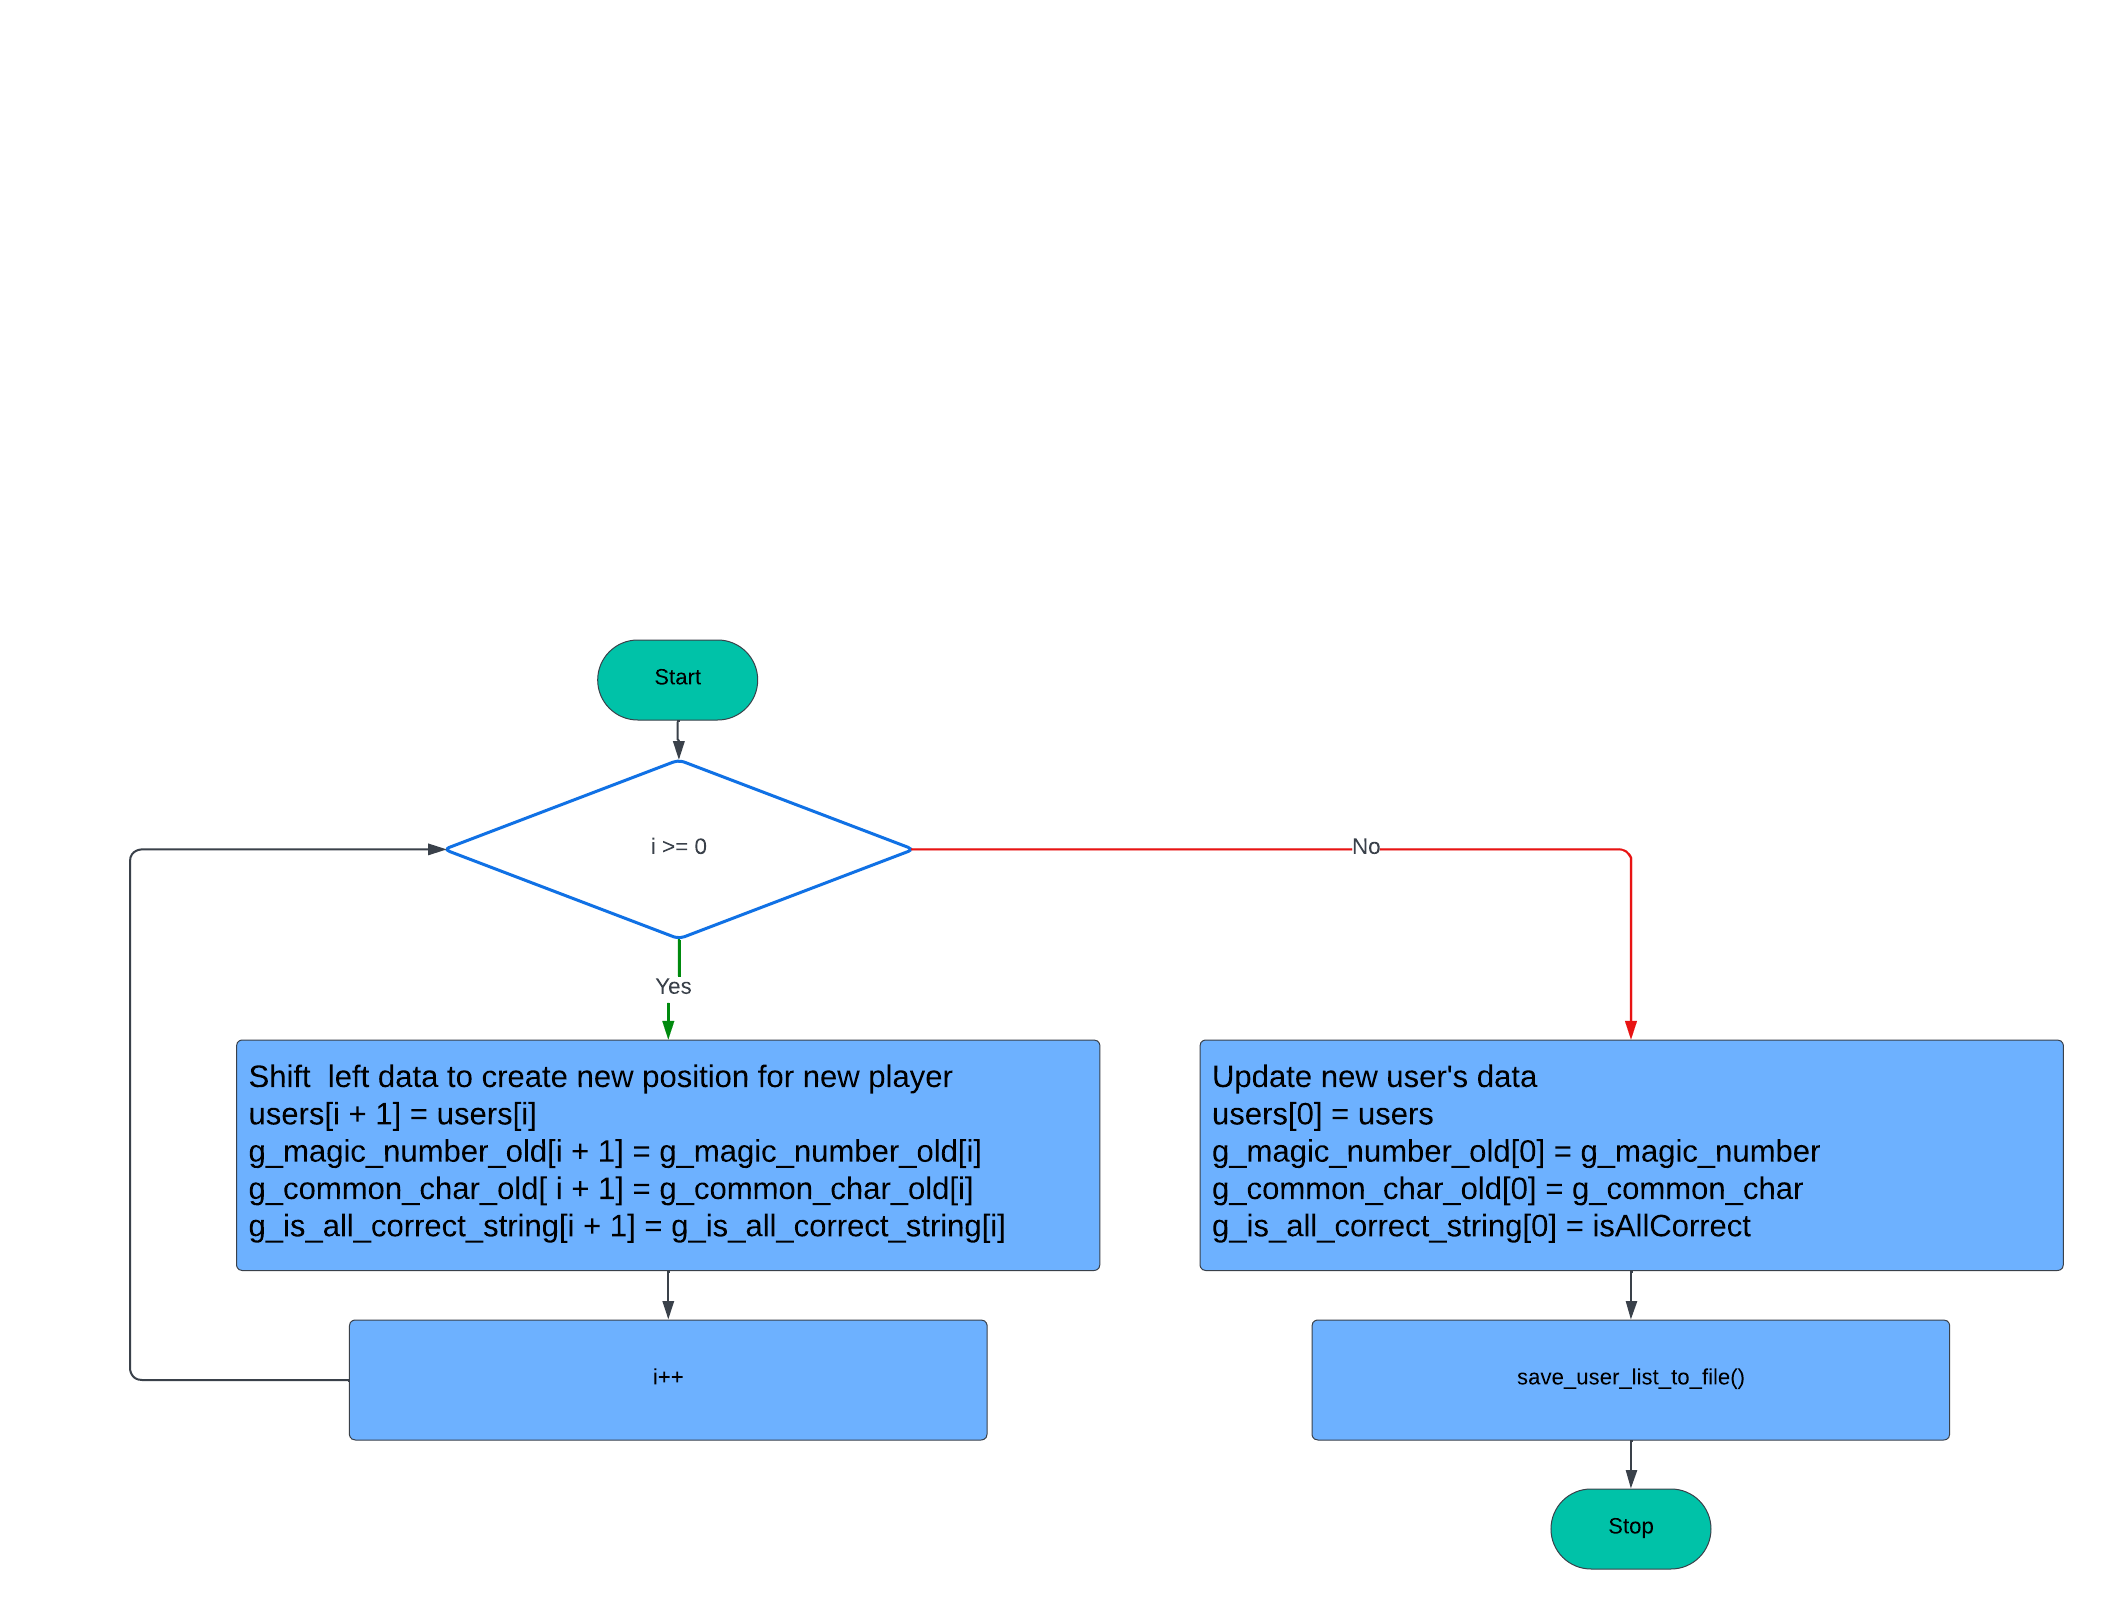 Start
i >= 0
No
Yes
Shift  left data to create new position for new player
users[i + 1] = users[i]
g_magic_number_old[i + 1] = g_magic_number_old[i]
g_common_char_old[ i + 1] = g_common_char_old[i]
g_is_all_correct_string[i + 1] = g_is_all_correct_string[i]
i++
Update new user's data
users[0] = users
g_magic_number_old[0] = g_magic_number
g_common_char_old[0] = g_common_char
g_is_all_correct_string[0] = isAllCorrect
save_user_list_to_file()
Stop